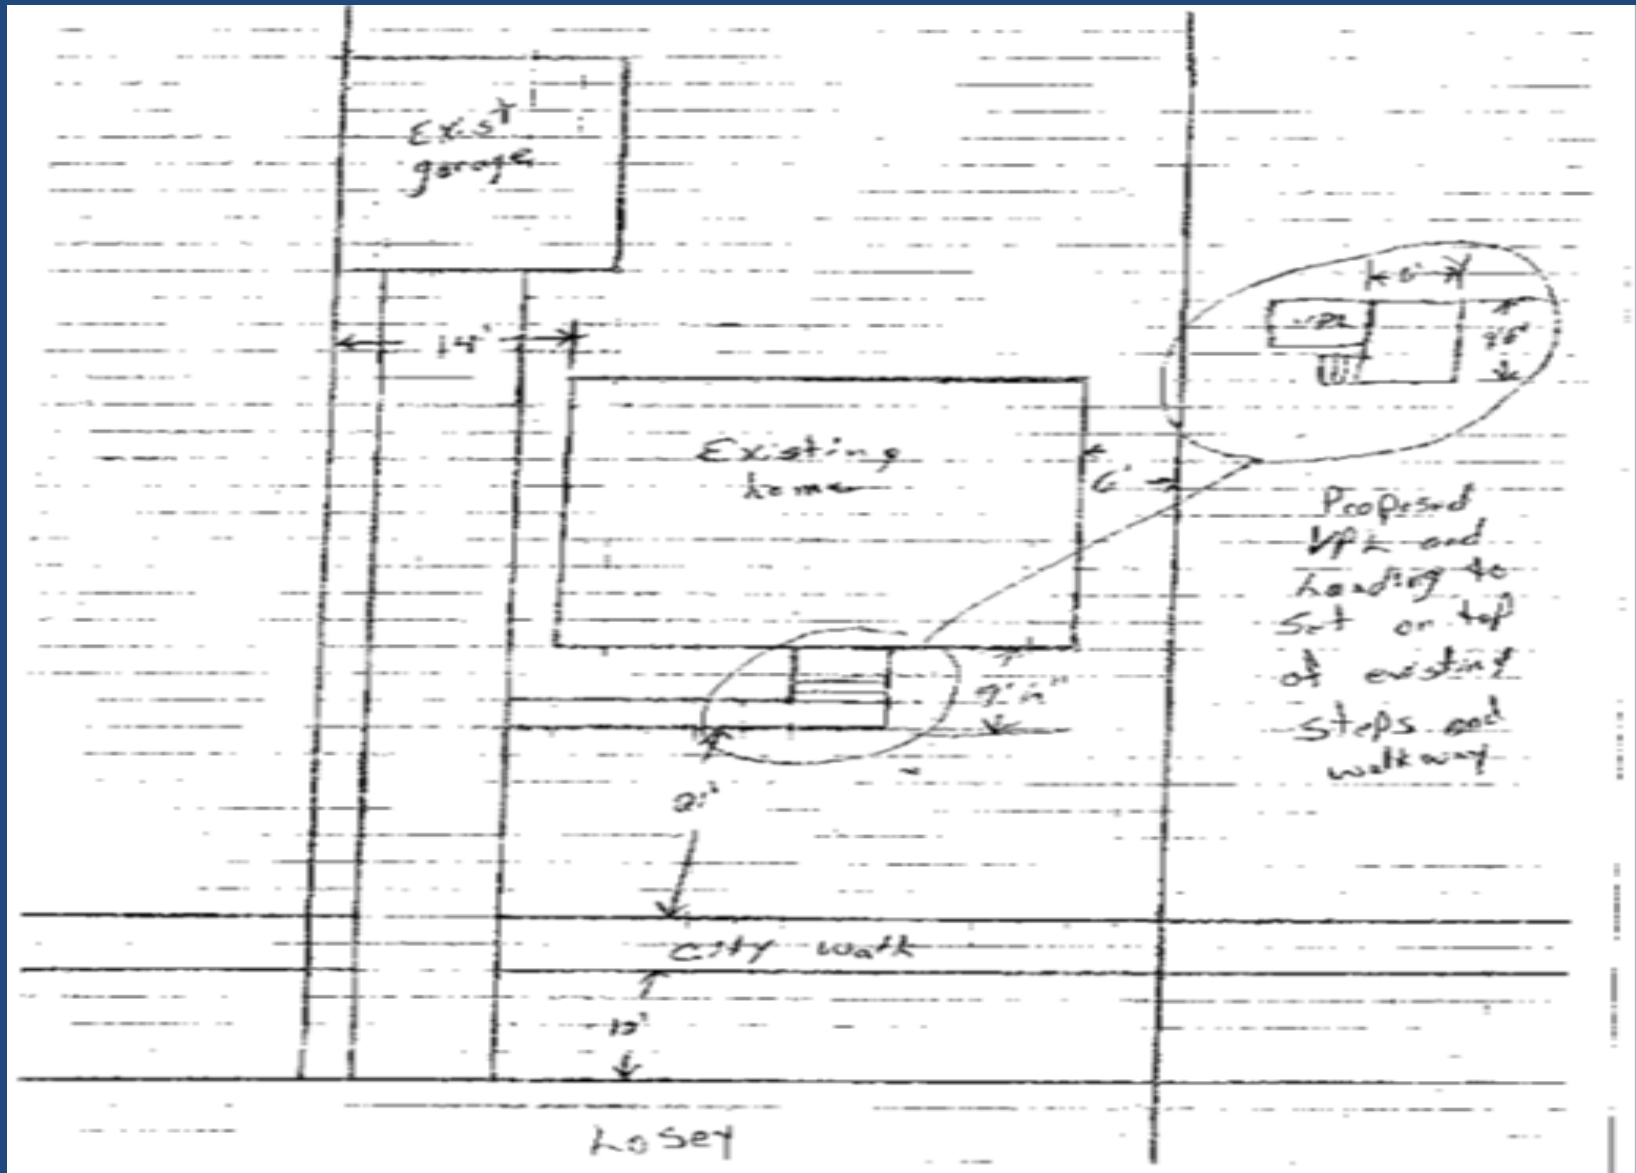 Exist
garage
14'
Existing
home
6'
Proposed
VPL and
Landing to
Set on top
of existing
Steps and
walkway
City walk
Losey